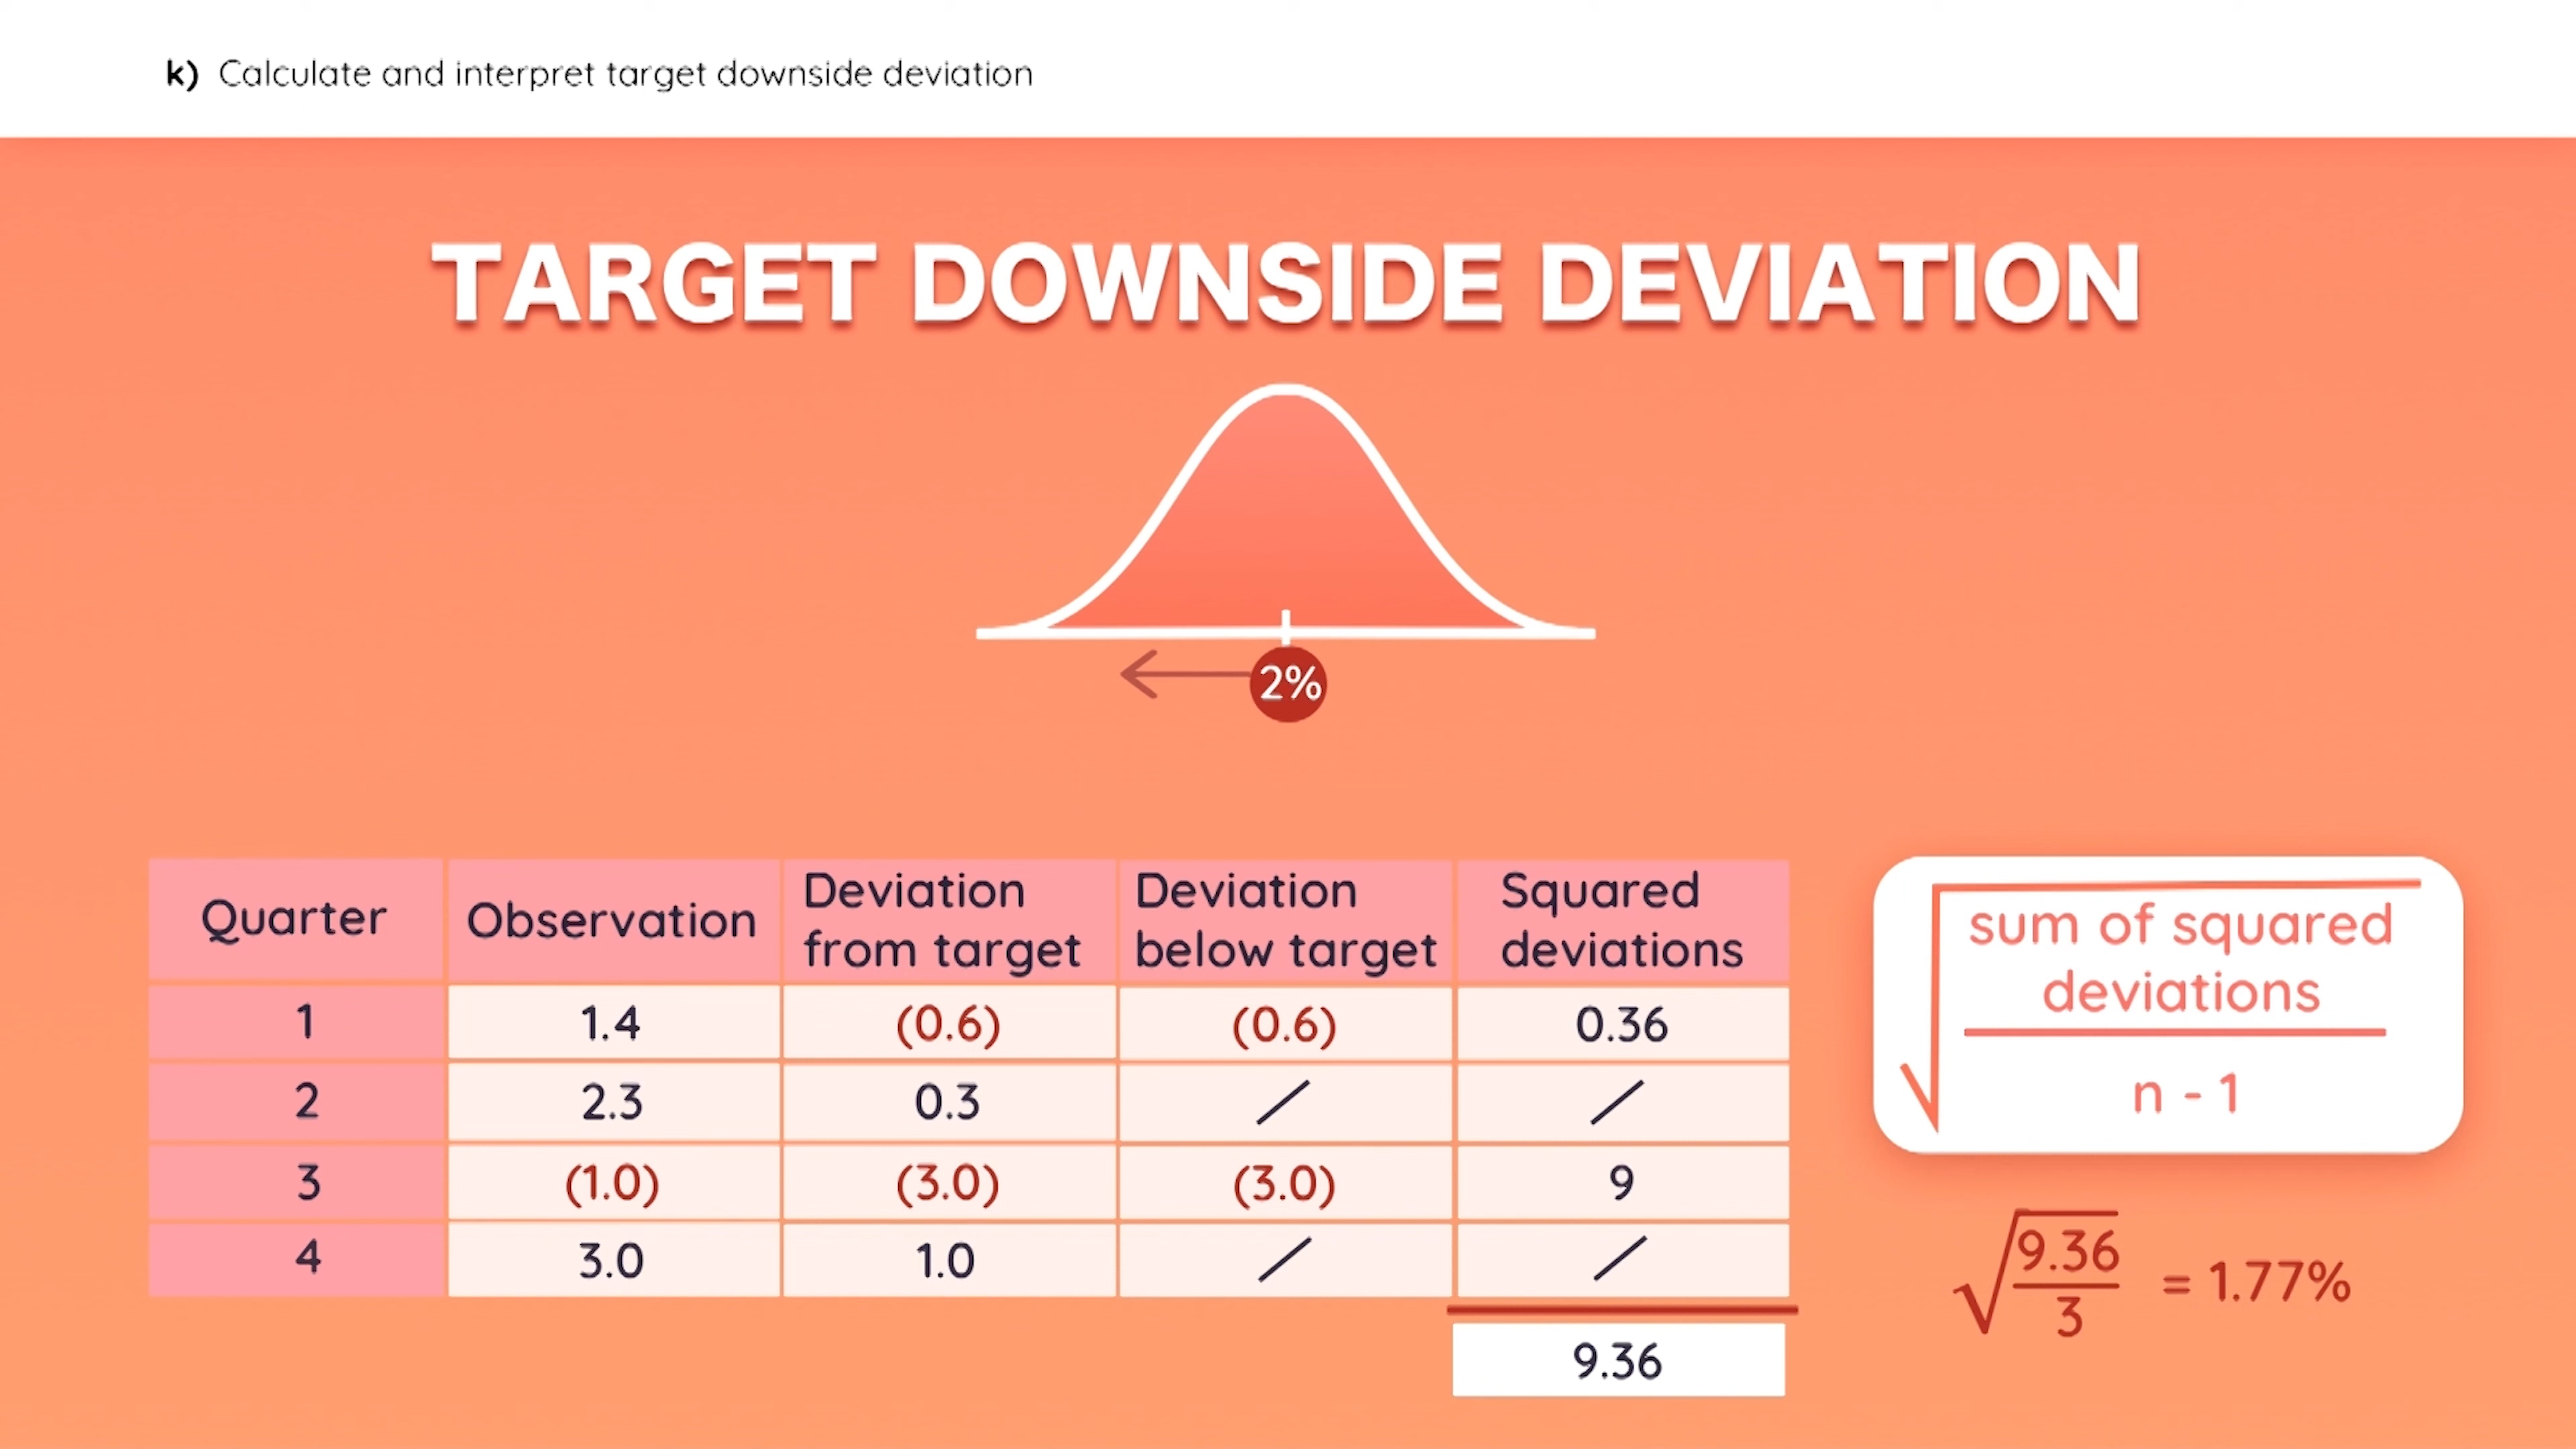 k) Calculate and interpret target downside deviation
TARGET DOWNSIDE DEVIATION
2%
Quarter Observation Deviation from target Deviation below target Squared deviations
1 1.4 (0.6) (0.6) 0.36
2 2.3 0.3 / /
3 (1.0) (3.0) (3.0) 9
4 3.0 1.0 / /
9.36
sum of squared
deviations
n - 1
√9.36
3
= 1.77%